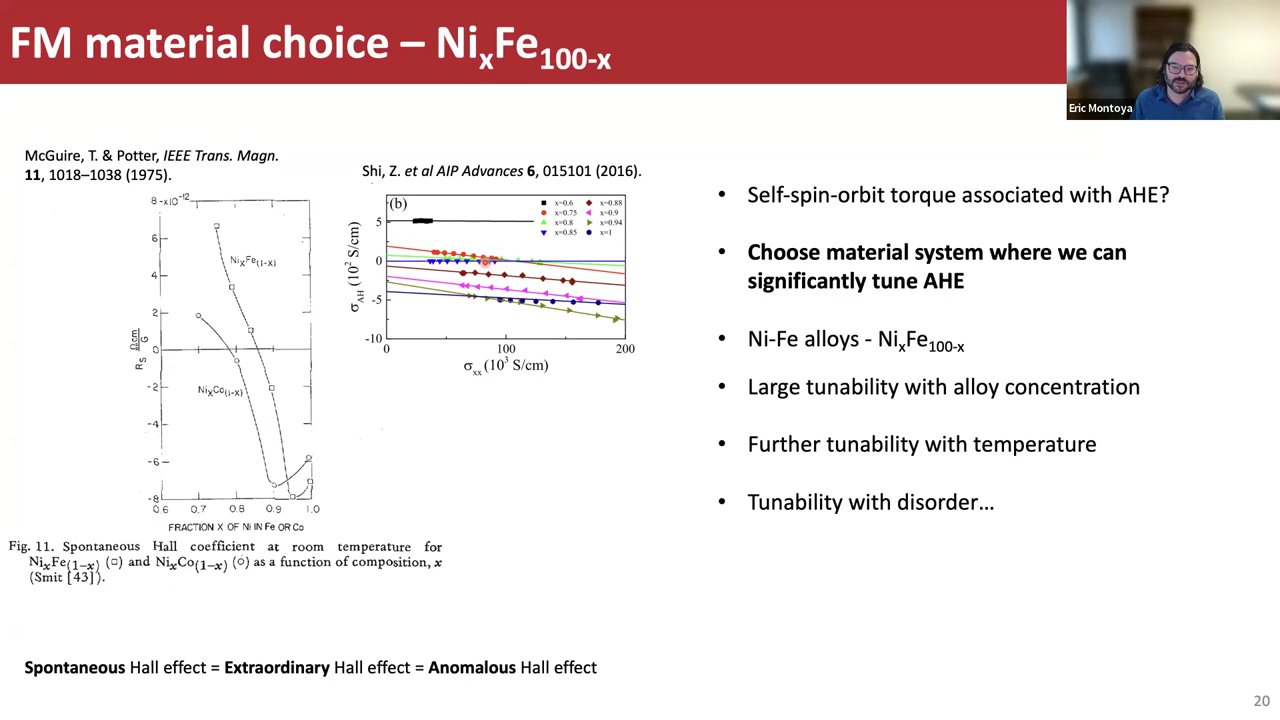 FM material choice – NixFe100-x
Eric Montoya
McGuire, T. & Potter, IEEE Trans. Magn.
11, 1018–1038 (1975).
8 -x10⁻¹²
6
4
2
0
-2
-4
-6
-8
0.6 0.7 0.8 0.9 1.0
Rs Ωcm/G
NixFe(1-x)
NixCo(1-x)
FRACTION X OF Ni IN Fe OR Co
Fig. 11. Spontaneous Hall coefficient at room temperature for
NixFe(1−x) (□) and NixCo(1−x) (○) as a function of composition, x
(Smit [43]).
Shi, Z. et al AIP Advances 6, 015101 (2016).
(b)
x=0.6 x=0.88
x=0.75 x=0.9
x=0.8 x=0.94
x=0.85 x=1
5
0
-5
-10
σAH (10² S/cm)
0 100 200
σxx (10³ S/cm)
• Self-spin-orbit torque associated with AHE?
• Choose material system where we can
significantly tune AHE
• Ni-Fe alloys - NixFe100-x
• Large tunability with alloy concentration
• Further tunability with temperature
• Tunability with disorder…
Spontaneous Hall effect = Extraordinary Hall effect = Anomalous Hall effect
20